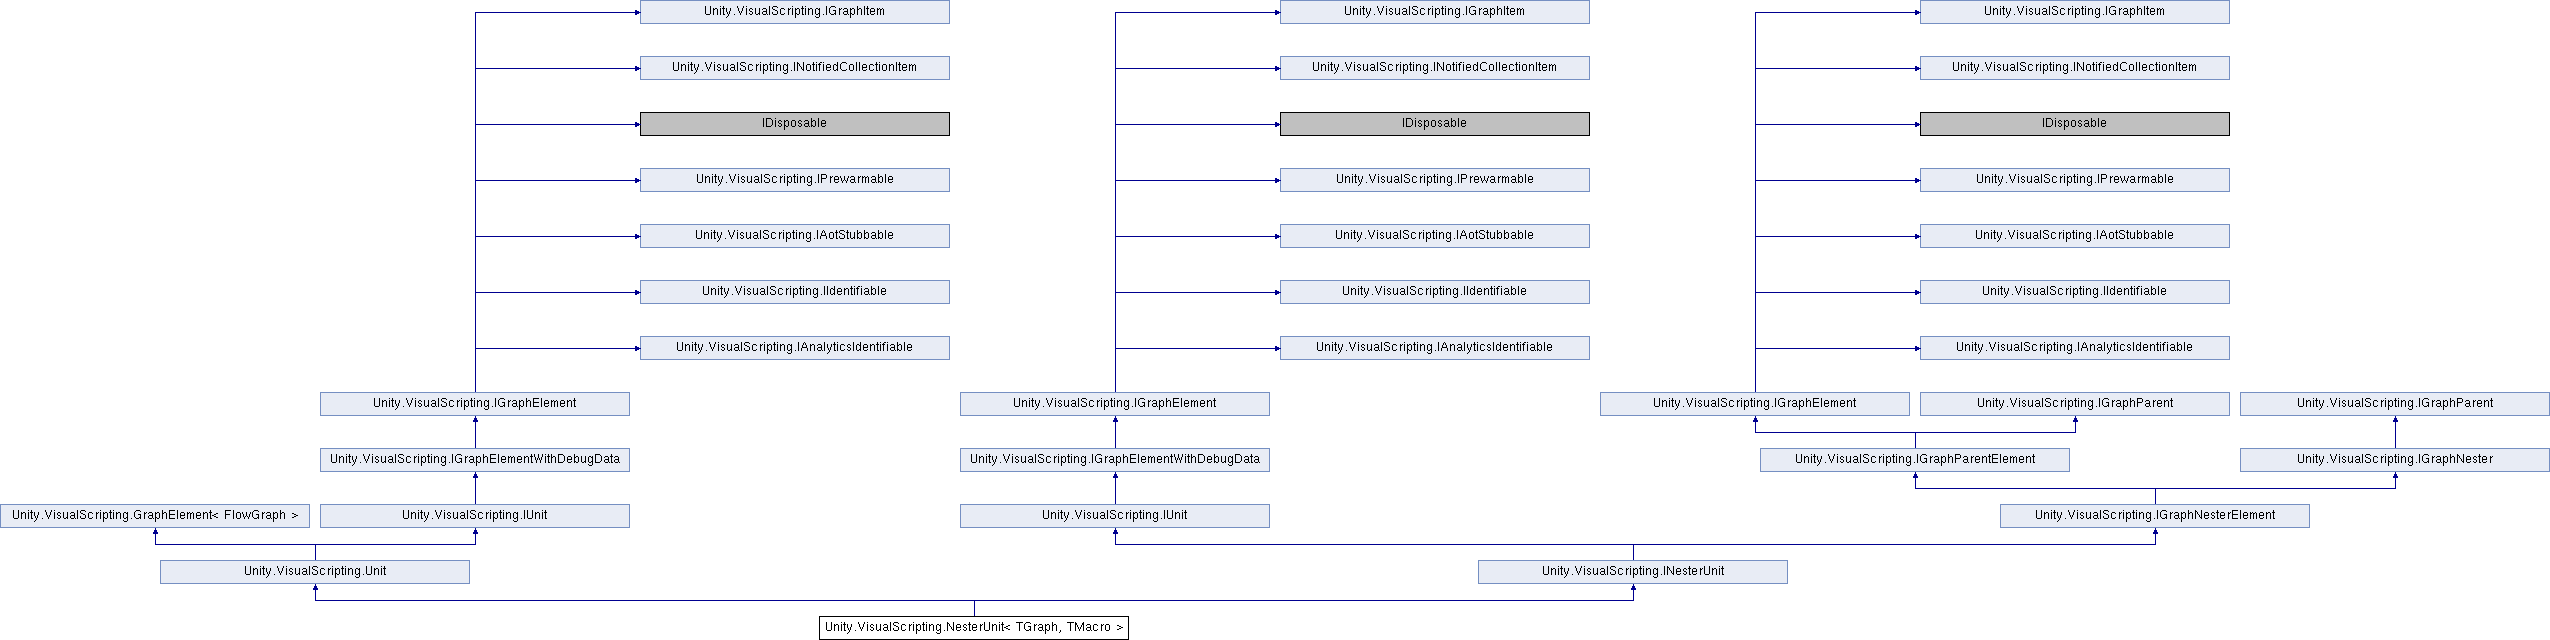 Unity.VisualScripting.IGraphItem Unity.VisualScripting.IGraphItem Unity.VisualScripting.IGraphItem
Unity.VisualScripting.INotifiedCollectionItem Unity.VisualScripting.INotifiedCollectionItem Unity.VisualScripting.INotifiedCollectionItem
IDisposable IDisposable IDisposable
Unity.VisualScripting.IPrewarmable Unity.VisualScripting.IPrewarmable Unity.VisualScripting.IPrewarmable
Unity.VisualScripting.IAotStubbable Unity.VisualScripting.IAotStubbable Unity.VisualScripting.IAotStubbable
Unity.VisualScripting.IIdentifiable Unity.VisualScripting.IIdentifiable Unity.VisualScripting.IIdentifiable
Unity.VisualScripting.IAnalyticsIdentifiable Unity.VisualScripting.IAnalyticsIdentifiable Unity.VisualScripting.IAnalyticsIdentifiable
Unity.VisualScripting.IGraphElement Unity.VisualScripting.IGraphElement Unity.VisualScripting.IGraphElement Unity.VisualScripting.IGraphParent Unity.VisualScripting.IGraphParent
Unity.VisualScripting.IGraphElementWithDebugData Unity.VisualScripting.IGraphElementWithDebugData Unity.VisualScripting.IGraphParentElement Unity.VisualScripting.IGraphNester
Unity.VisualScripting.GraphElement< FlowGraph > Unity.VisualScripting.IUnit Unity.VisualScripting.IUnit Unity.VisualScripting.IGraphNesterElement
Unity.VisualScripting.Unit Unity.VisualScripting.INesterUnit
Unity.VisualScripting.NesterUnit< TGraph, TMacro >